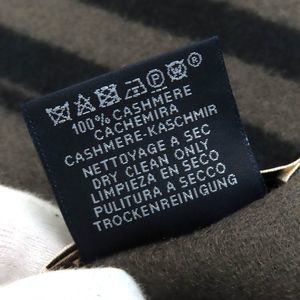 100% CASHMERE
CACHEMIRA
CASHMERE-KASCHMIR
NETTOYAGE A SEC
DRY CLEAN ONLY
LIMPIEZA EN SECO
PULITURA A SECCO
TROCKENREINIGUNG